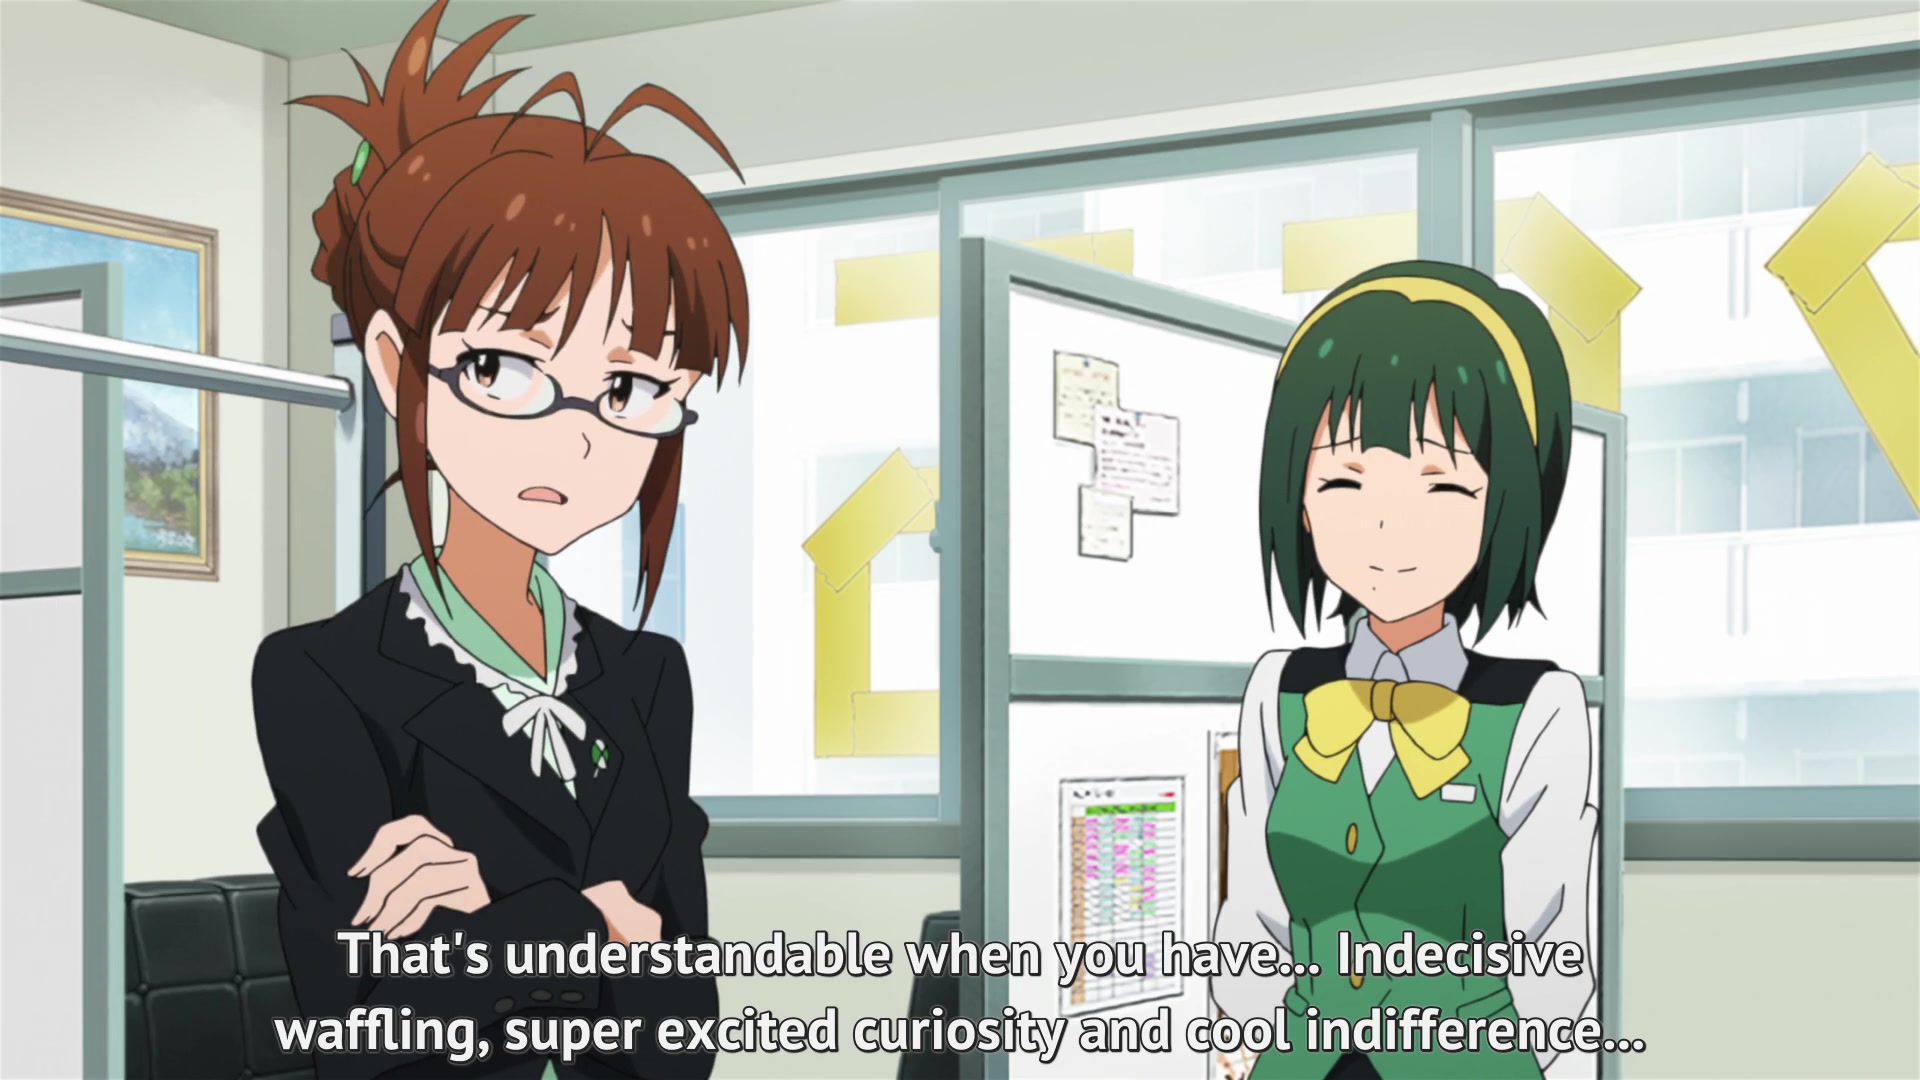 That's understandable when you have... Indecisive
waffling, super excited curiosity and cool indifference...